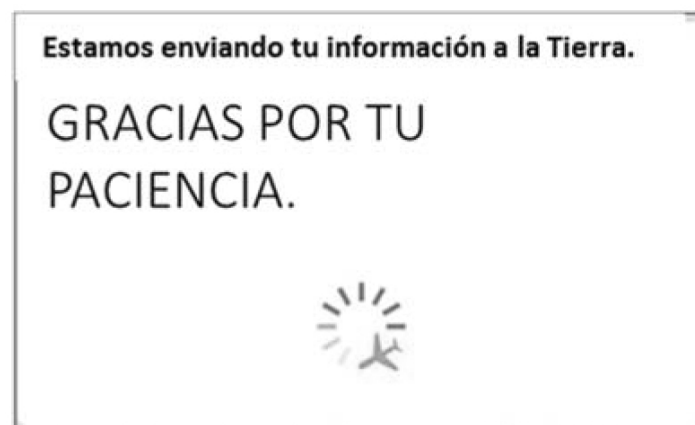 Estamos enviando tu información a la Tierra.
GRACIAS POR TU
PACIENCIA.